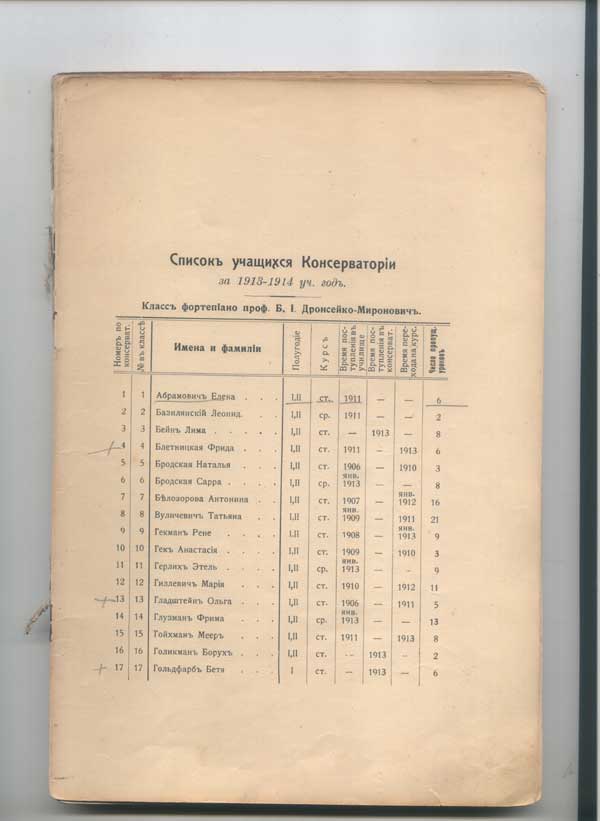 Списокъ учащихся Консерваторіи
за 1913-1914 уч. годъ.
Классъ фортепіано проф. Б. І. Дронсейко-Мироновичъ.
Номеръ по консерват. № въ классѣ Имена и фамиліи Полугодіе Курсъ Время поступленія въ училище Время поступленія въ консерват. Время перехода на курс. Число пропущ. уроковъ
1 1 Абрамовичъ Едека . . . I,II ст. 1911 — — 6
2 2 Базилянскій Леонид. . . I,II ср. 1911 — — 2
3 3 Бейнъ Лима . . . . . I,II ст. — 1913 — 8
4 4 Блетницкая Фрида . . . I,II ст. 1911 – 1913 6
5 5 Бродская Наталья . . . I,II ст. 1906 — 1910 3
6 6 Бродская Сарра . . . . I,II ср. янв. 1913 — — 8
7 7 Бѣлозорова Антонина . . I,II ст. 1907 — янв. 1912 16
8 8 Вуличевичъ Татьяна . . I,II ст. янв. 1909 — 1911 21
9 9 Гекманъ Рене . . . . I,II ст. 1908 — янв. 1913 9
10 10 Гекъ Анастасія . . . . I,II ст. 1909 — 1910 3
11 11 Герлихъ Этель . . . . I,II ср. янв. 1913 — – 9
12 12 Гиллевичъ Марія . . . I,II ст. 1910 — 1912 11
13 13 Гладштейнъ Ольга . . . I,II ст. 1906 — 1911 5
14 14 Глузманъ Фрима . . . I,II ср. янв. 1913 — — 13
15 15 Тойхманъ Мееръ . . . I,II ст. 1911 — 1913 8
16 16 Голикманъ Борухъ . . . I,II ст. – 1913 – 2
17 17 Гольдфарбъ Бетя . . . I ст. — 1913 — 6